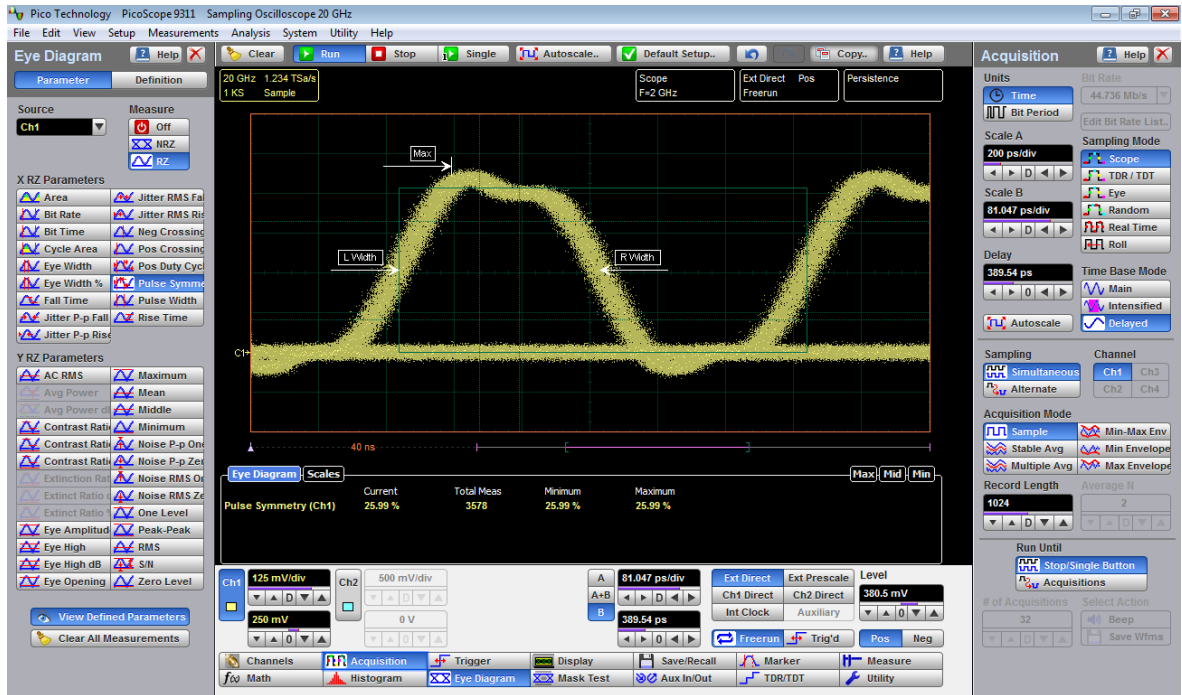 Pico Technology PicoScope 9311 Sampling Oscilloscope 20 GHz
File Edit View Setup Measurements Analysis System Utility Help
Eye Diagram Help
Parameter Definition
Source Measure
Ch1 Off
NRZ
RZ
X RZ Parameters
Area Jitter RMS Fal
Bit Rate Jitter RMS Ris
Bit Time Neg Crossing
Cycle Area Pos Crossing
Eye Width Pos Duty Cyc
Eye Width % Pulse Symme
Fall Time Pulse Width
Jitter P-p Fall Rise Time
Jitter P-p Rise
Y RZ Parameters
AC RMS Maximum
Avg Power Mean
Avg Power dB Middle
Contrast Ratio Minimum
Contrast Ratio Noise P-p One
Contrast Ratio Noise P-p Zer
Extinction Rat Noise RMS On
Extinct Ratio d Noise RMS Ze
Extinct Ratio % One Level
Eye Amplitude Peak-Peak
Eye High RMS
Eye High dB S/N
Eye Opening Zero Level
View Defined Parameters
Clear All Measurements
Clear Run Stop Single Autoscale.. Default Setup.. Copy.. Help
20 GHz 1.234 TSa/s
1 KS Sample
Scope
F=2 GHz
Ext Direct Pos
Freerun
Persistence
Max
L Width
R Width
C1+
40 ns
Eye Diagram Scales Max Mid Min
Current Total Meas Minimum Maximum
Pulse Symmetry (Ch1) 25.99 % 3578 25.99 % 25.99 %
Ch1 125 mV/div Ch2 500 mV/div
D D
250 mV 0 V
0 0
A 81.047 ps/div
A+B D
B 389.54 ps
0
Ext Direct Ext Prescale Level
Ch1 Direct Ch2 Direct 380.5 mV
Int Clock Auxiliary 0
Freerun Trig'd Pos Neg
Channels Acquisition Trigger Display Save/Recall Marker Measure
f(x) Math Histogram Eye Diagram Mask Test Aux In/Out TDR/TDT Utility
Acquisition Help
Units Bit Rate
Time 44.736 Mb/s
Bit Period Edit Bit Rate List..
Scale A Sampling Mode
200 ps/div Scope
D TDR / TDT
Scale B Eye
81.047 ps/div Random
D Real Time
Roll
Delay
389.54 ps Time Base Mode
0 Main
Intensified
Autoscale Delayed
Sampling Channel
Simultaneous Ch1 Ch3
Alternate Ch2 Ch4
Acquisition Mode
Sample Min-Max Env
Stable Avg Min Envelope
Multiple Avg Max Envelope
Record Length Average N
1024 2
D D
Run Until
Stop/Single Button
Acquisitions
# of Acquisitions Select Action
32 Beep
D Save Wfms